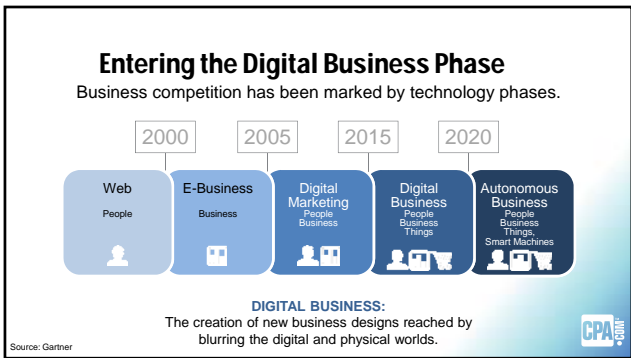 Entering the Digital Business Phase
Business competition has been marked by technology phases.
2000
2005
2015
2020
Web
People
E-Business
Business
Digital
Marketing
People
Business
Digital
Business
People
Business
Things
Autonomous
Business
People
Business
Things,
Smart Machines
DIGITAL BUSINESS:
The creation of new business designs reached by
blurring the digital and physical worlds.
Source: Gartner
CPA.COM